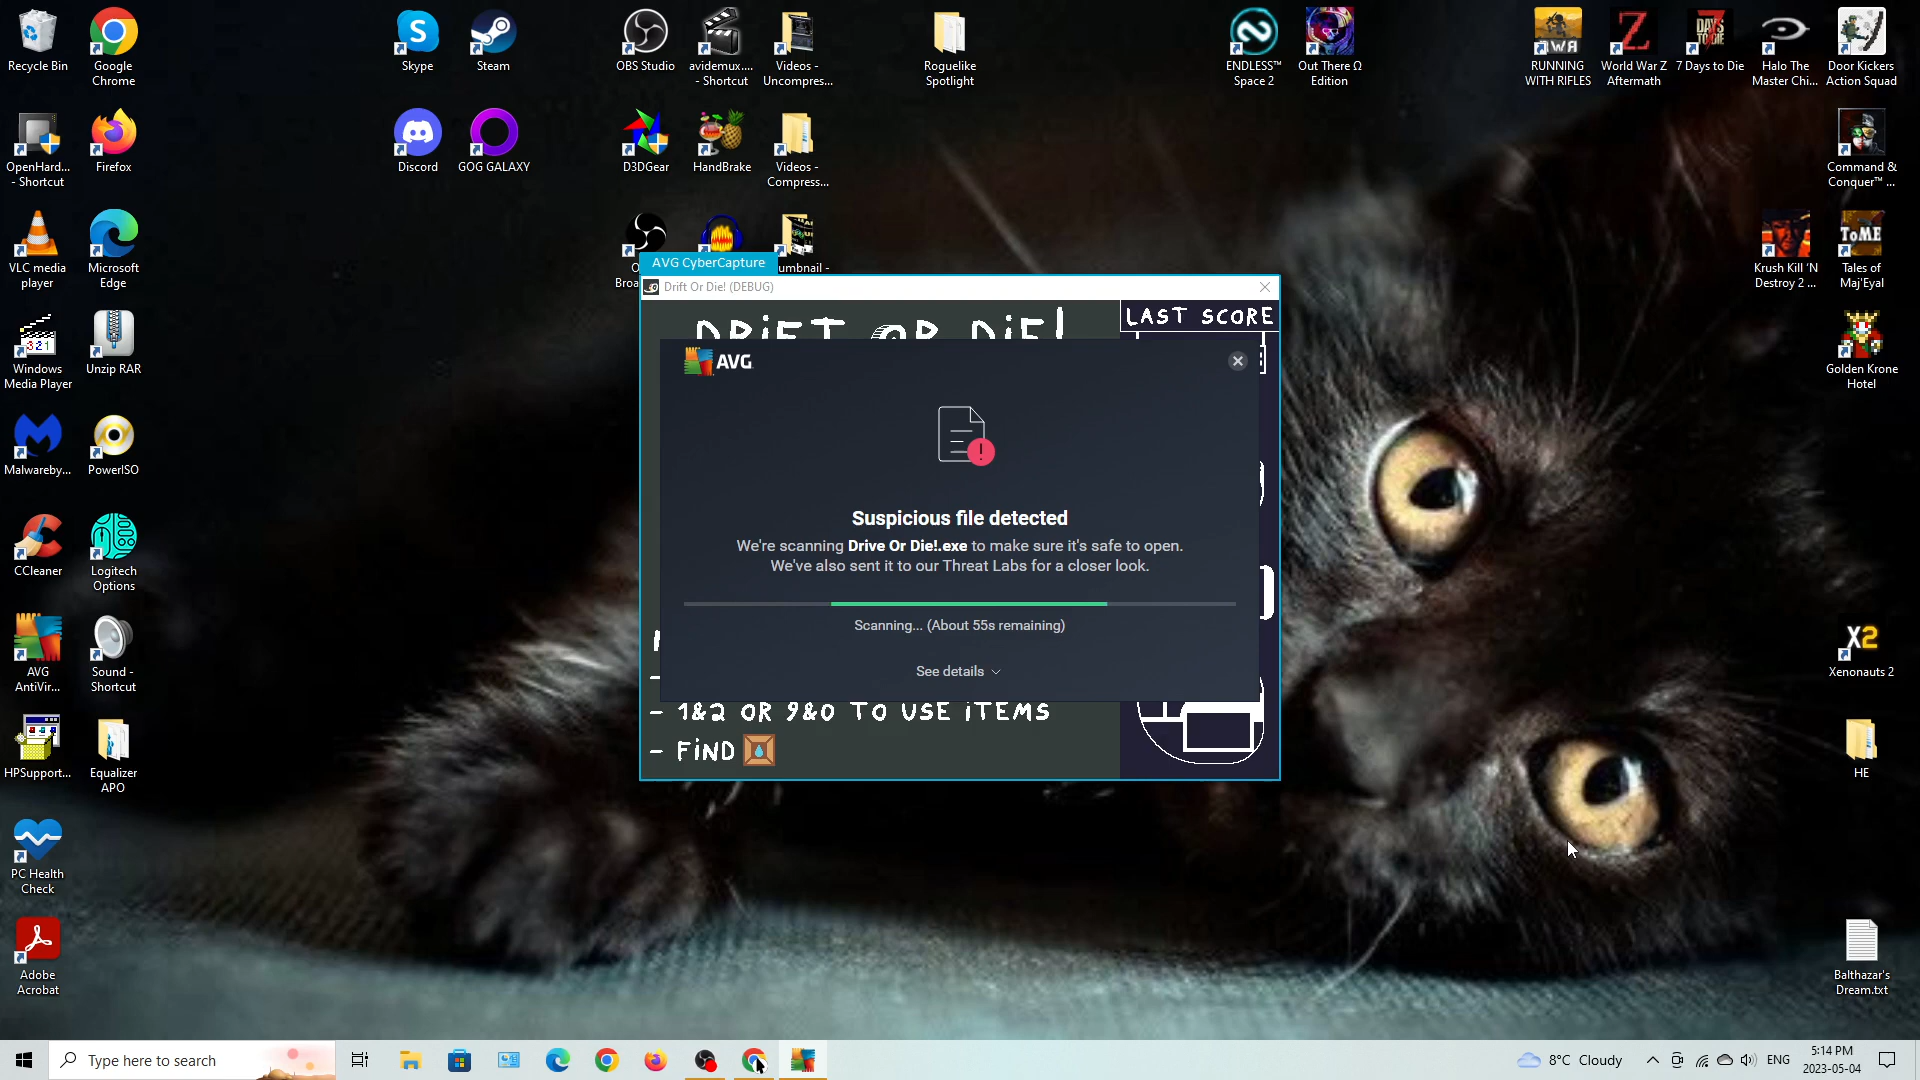 Recycle Bin
Google
Chrome
Skype
Steam
OBS Studio
avidemux....
- Shortcut
Videos -
Uncompres...
Roguelike
Spotlight
ENDLESS™
Space 2
Out There Ω
Edition
RUNNING
WITH RIFLES
World War Z
Aftermath
7 Days to Die
Halo The
Master Chi...
Door Kickers
Action Squad
OpenHard...
- Shortcut
Firefox
Discord
GOG GALAXY
D3DGear
HandBrake
Videos -
Compress...
Command &
Conquer™ ...
VLC media
player
Microsoft
Edge
Broa
umbnail -
Krush Kill 'N
Destroy 2 ...
ToME
Tales of
Maj'Eyal
AVG CyberCapture
Drift Or Die! (DEBUG)
DRiFT OR DiE!
LAST SCORE
AVG
Suspicious file detected
We're scanning Drive Or Die!.exe to make sure it's safe to open.
We've also sent it to our Threat Labs for a closer look.
Scanning... (About 55s remaining)
See details
- 1&2 OR 9&0 TO USE iTEMS
- FiND
Windows
Media Player
Unzip RAR
Golden Krone
Hotel
Malwareby...
PowerISO
CCleaner
Logitech
Options
AVG
AntiVir...
Sound -
Shortcut
X2
Xenonauts 2
HPSupport...
Equalizer
APO
HE
PC Health
Check
Adobe
Acrobat
Balthazar's
Dream.txt
Type here to search
8°C Cloudy
ENG
5:14 PM
2023-05-04